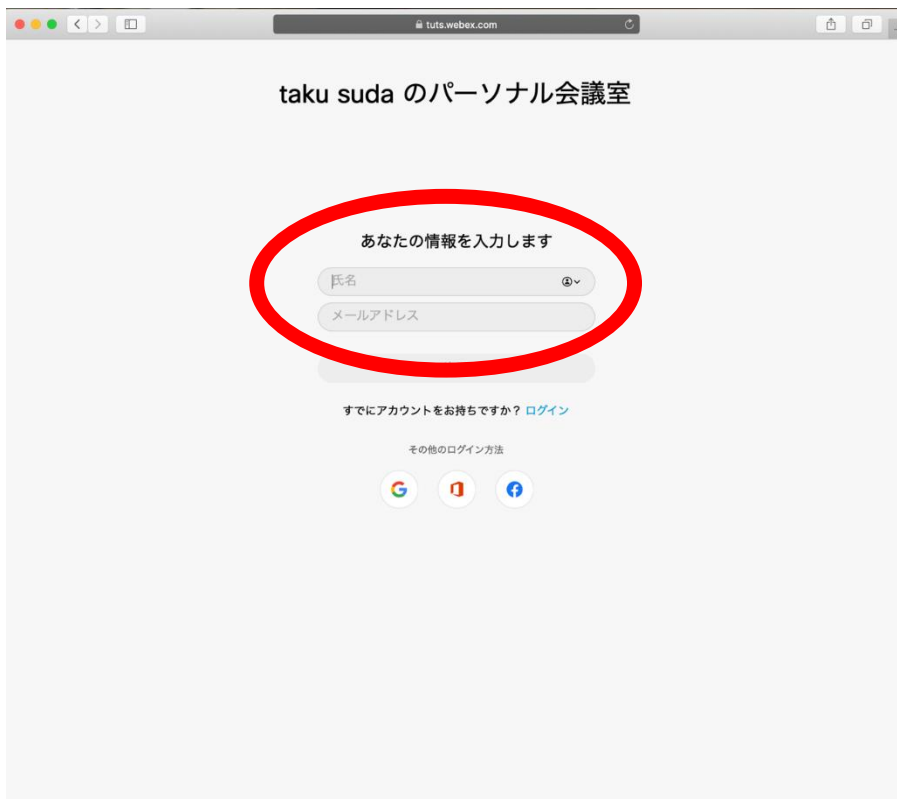 tuts.webex.com
taku suda のパーソナル会議室
あなたの情報を入力します
氏名
メールアドレス
すでにアカウントをお持ちですか？ ログイン
その他のログイン方法